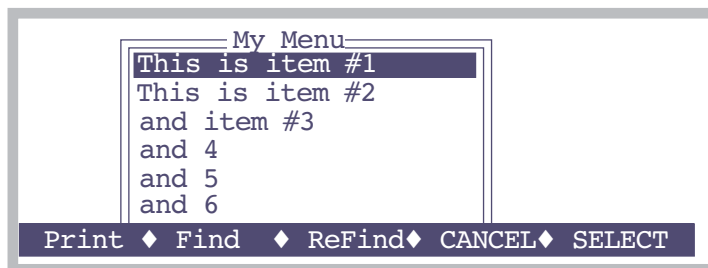 My Menu
This is item #1
This is item #2
and item #3
and 4
and 5
and 6
Print ♦ Find ♦ ReFind♦ CANCEL♦ SELECT